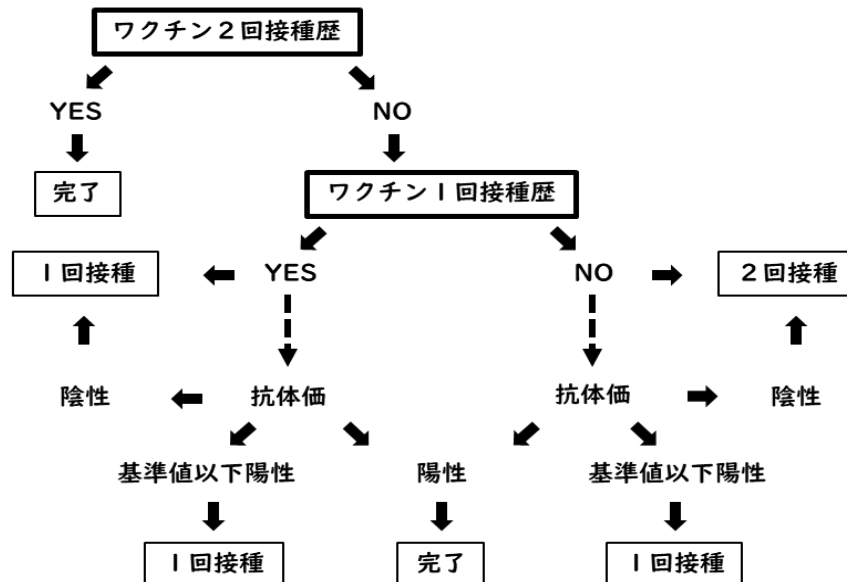 ワクチン2回接種歴
YES
NO
完了
ワクチン1回接種歴
1回接種
YES
NO
2回接種
陰性
抗体価
抗体価
陰性
基準値以下陽性
陽性
基準値以下陽性
1回接種
完了
1回接種